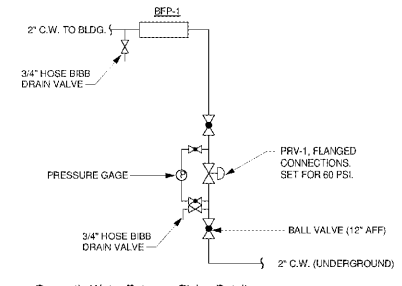 BFP-1
2" C.W. TO BLDG.
3/4" HOSE BIBB
DRAIN VALVE
PRV-1, FLANGED
CONNECTIONS.
SET FOR 60 PSI.
PRESSURE GAGE
3/4" HOSE BIBB
DRAIN VALVE
BALL VALVE (12" AFF)
2" C.W. (UNDERGROUND)